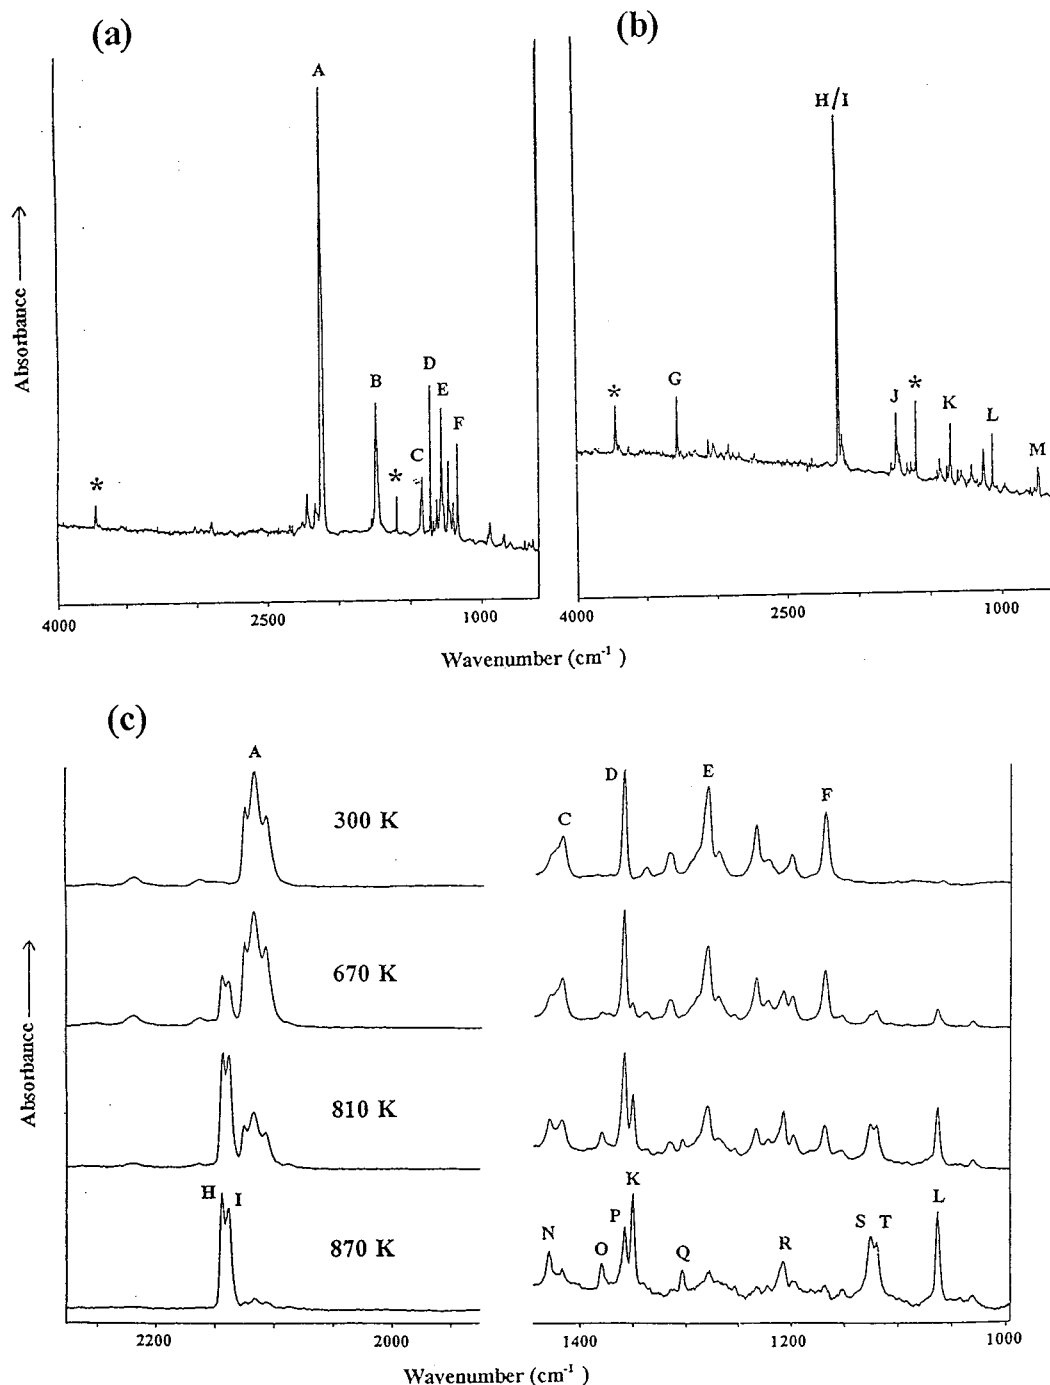 (a)
(b)
A
H/I
D
B
E
C
F
*
*
G
*
J
*
K
L
M
Absorbance
4000
2500
1000
4000
2500
1000
Wavenumber (cm-1 )
(c)
A
300 K
C
D
E
F
670 K
810 K
H
I
870 K
N
O
P
K
Q
R
S
T
L
Absorbance
2200
2000
1400
1200
1000
Wavenumber (cm-1 )